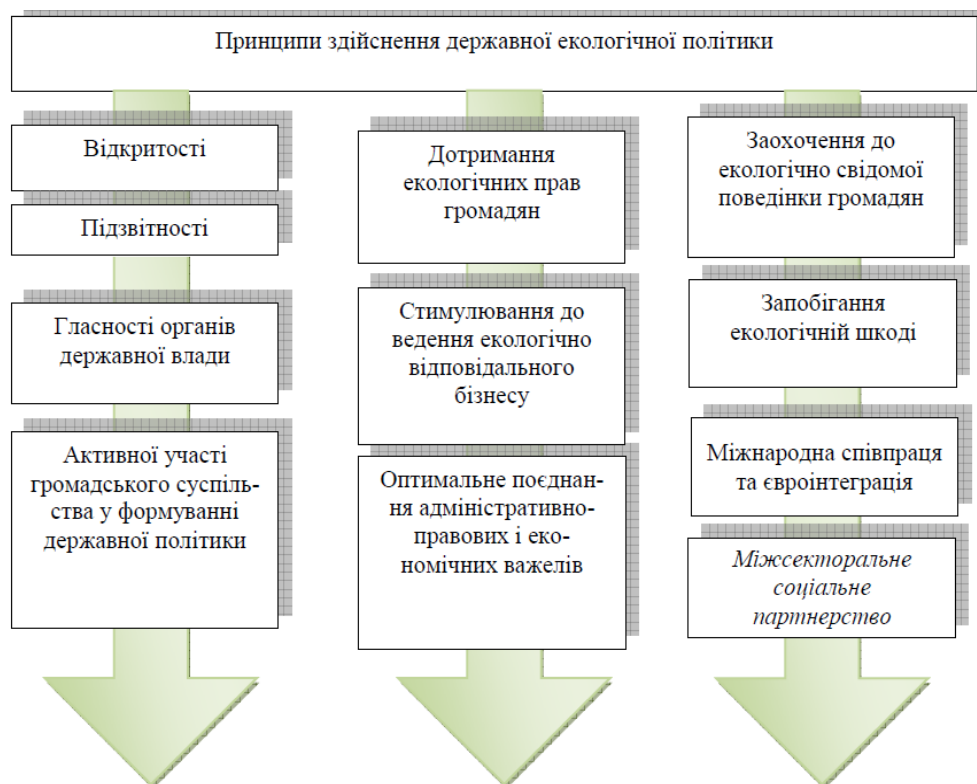 Принципи здійснення державної екологічної політики
Відкритості
Підзвітності
Гласності органів
державної влади
Активної участі
громадського суспіль-
ства у формуванні
державної політики
Дотримання
екологічних прав
громадян
Стимулювання до
ведення екологічно
відповідального
бізнесу
Оптимальне поєднан-
ня адміністративно-
правових і еко-
номічних важелів
Заохочення до
екологічно свідомої
поведінки громадян
Запобігання
екологічній шкоді
Міжнародна співпраця
та євроінтеграція
Міжсекторальне
соціальне
партнерство